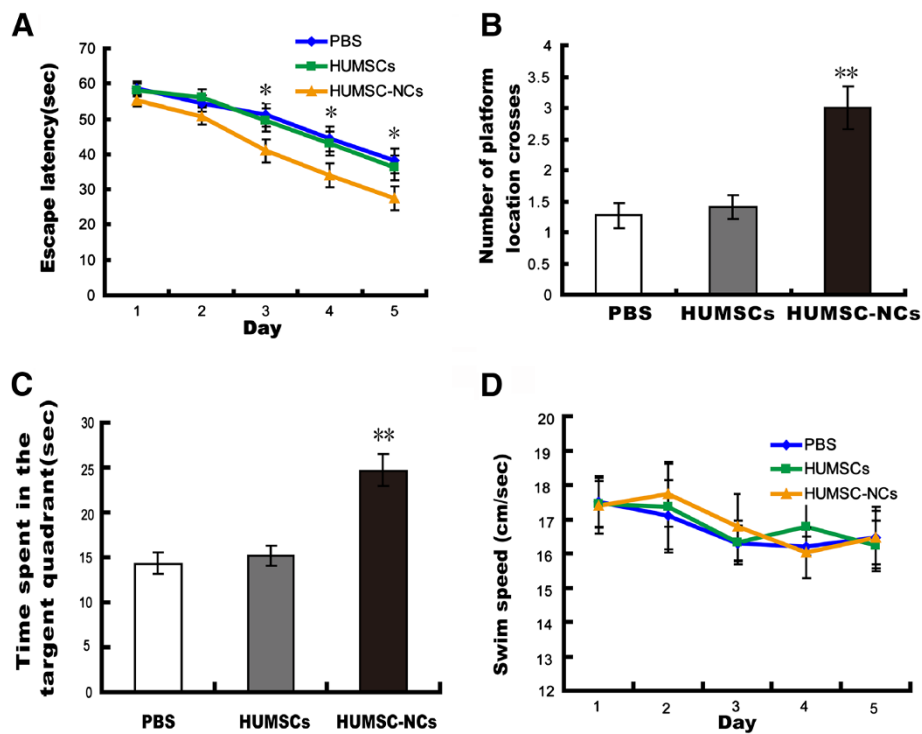 A
PBS
HUMSCs
HUMSC-NCs
Escape latency(sec)
70
60
50
40
30
20
10
0
*
*
*
1 2 3 4 5
Day
B
Number of platform
location crosses
4
3.5
3
2.5
2
1.5
1
0.5
0
**
PBS HUMSCs HUMSC-NCs
C
Time spent in the
targent quadrant(sec)
30
25
20
15
10
5
0
**
PBS HUMSCs HUMSC-NCs
D
PBS
HUMSCs
HUMSC-NCs
Swim speed (cm/sec)
20
19
18
17
16
15
14
13
12
1 2 3 4 5
Day